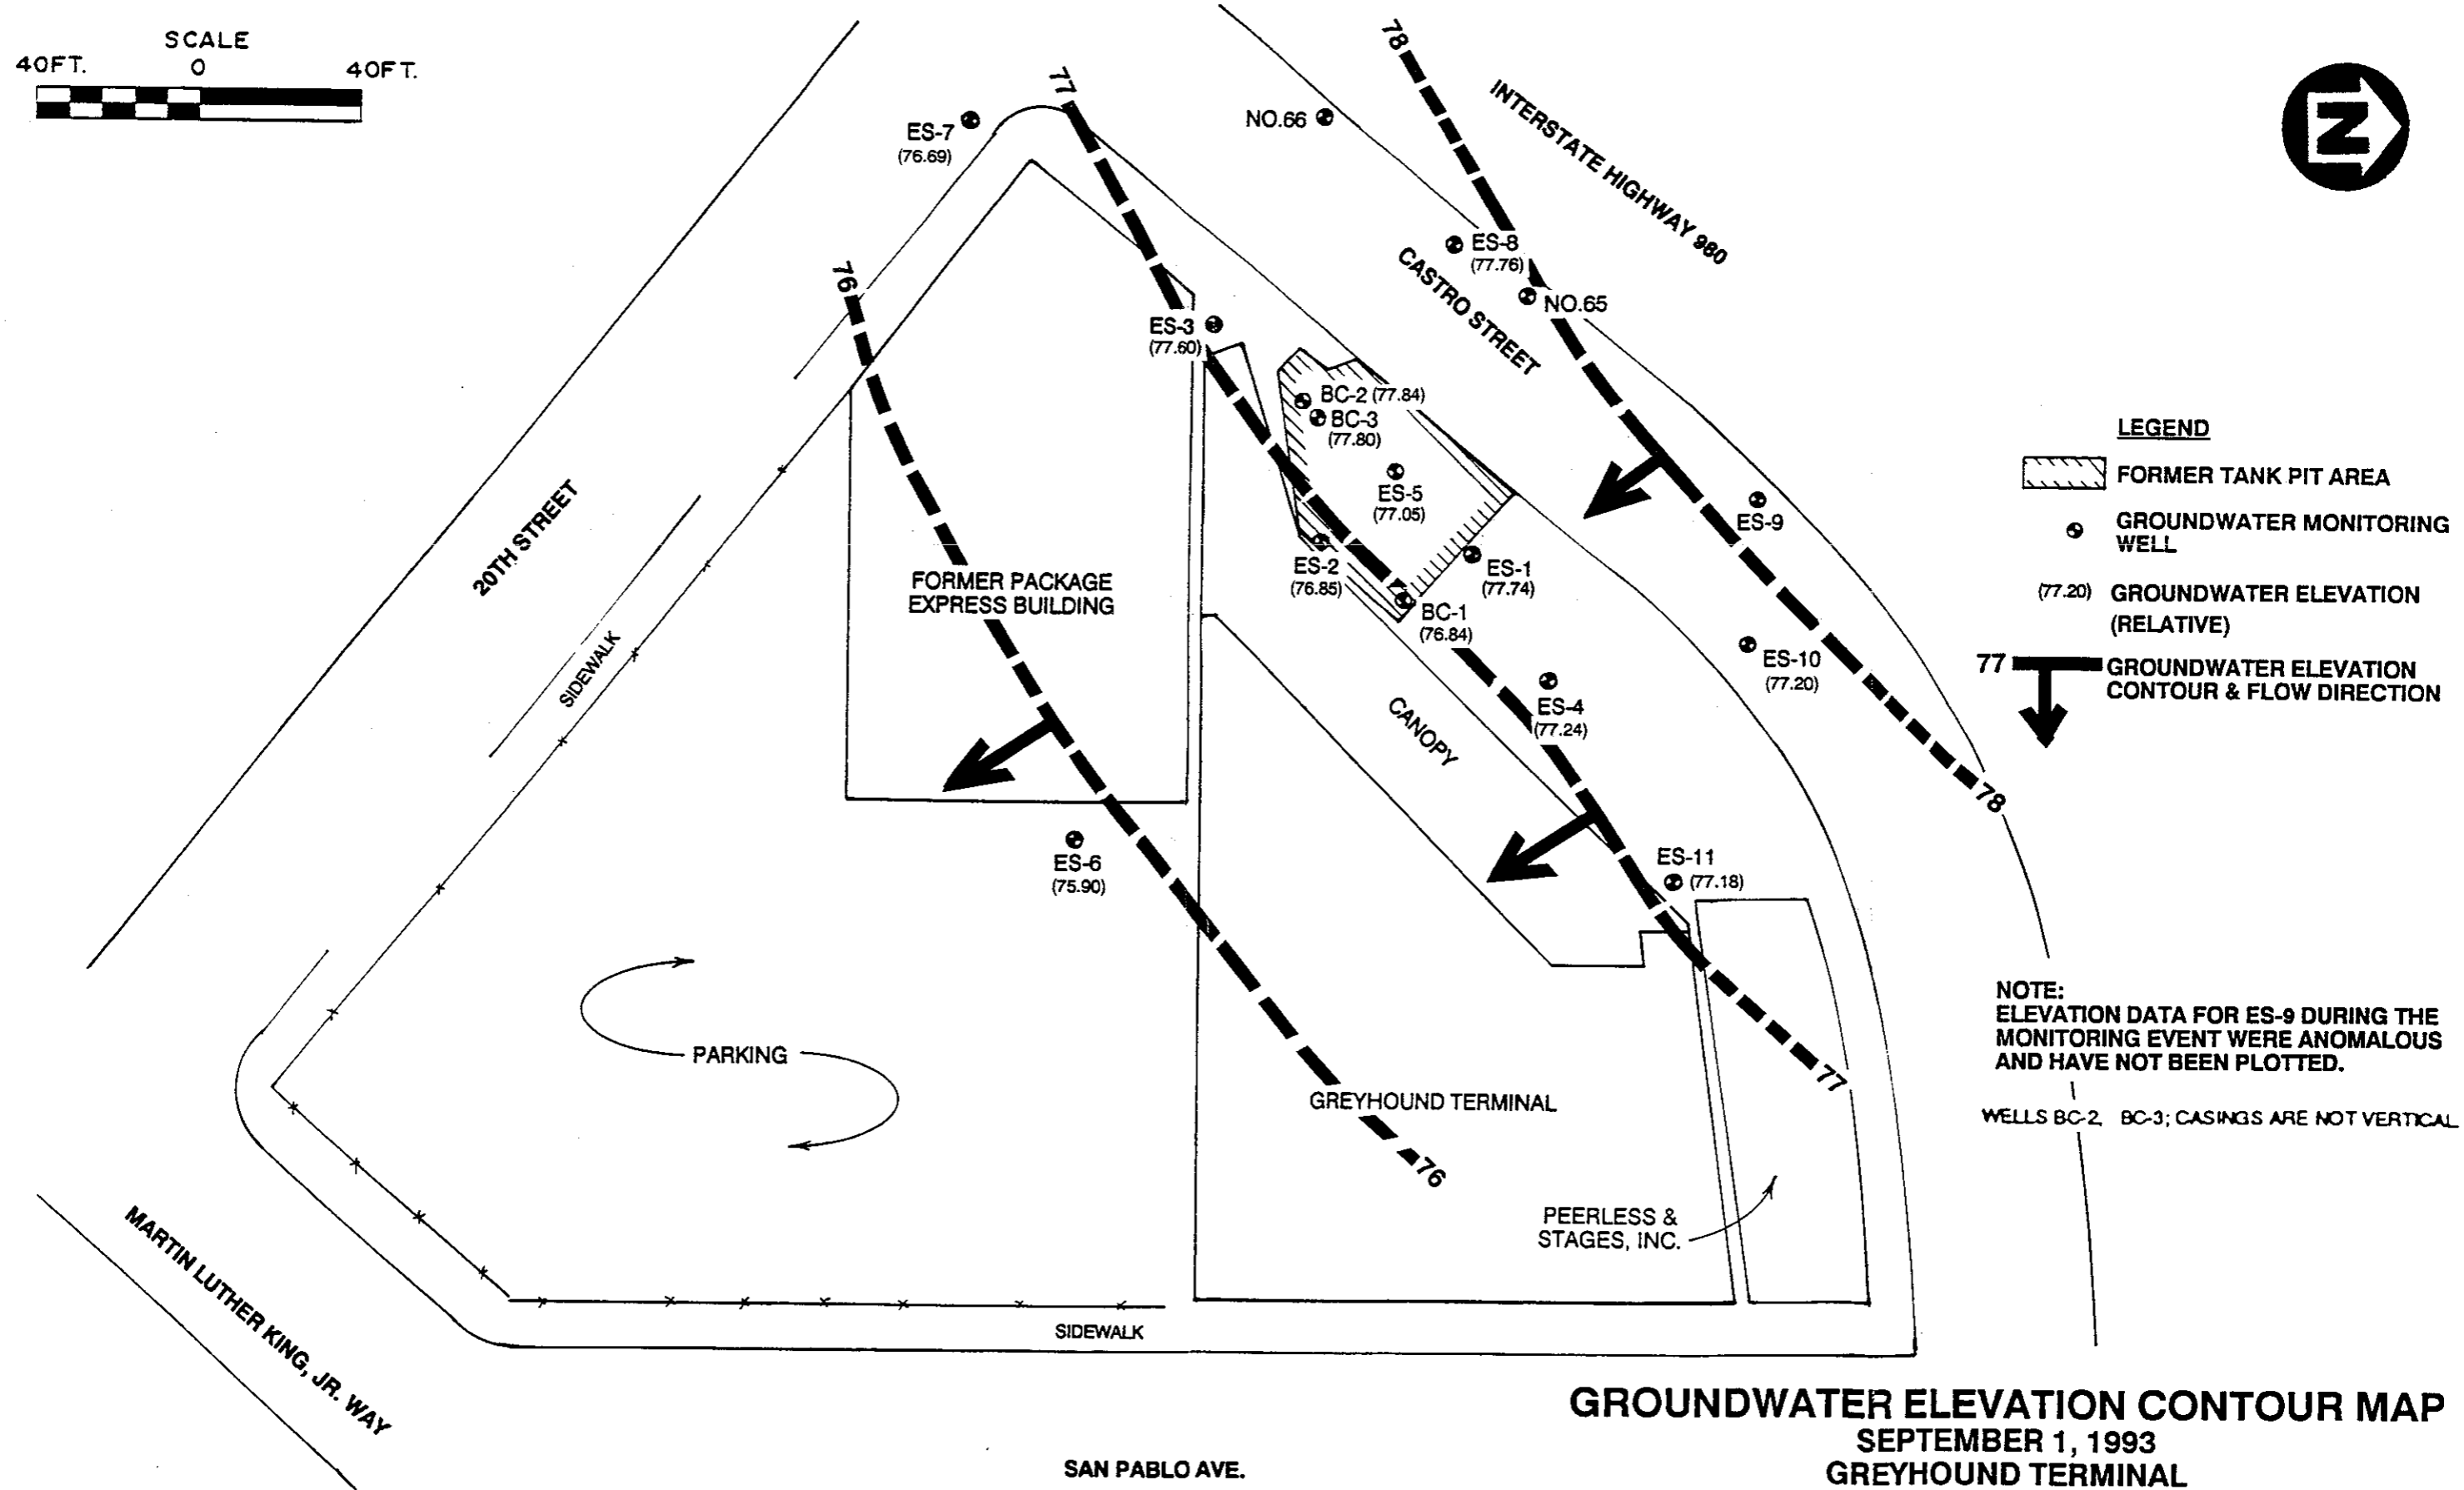 SCALE
40FT. 0 40FT.
N
78
77
76
INTERSTATE HIGHWAY 980
CASTRO STREET
20TH STREET
SIDEWALK
ES-7
(76.69)
NO.66
ES-8
(77.76)
NO.65
ES-3
(77.60)
BC-2 (77.84)
BC-3
(77.80)
ES-5
(77.05)
ES-9
ES-2
(76.85)
ES-1
(77.74)
BC-1
(76.84)
ES-10
(77.20)
ES-4
(77.24)
CANOPY
FORMER PACKAGE
EXPRESS BUILDING
78
ES-6
(75.90)
ES-11
(77.18)
PARKING
77
GREYHOUND TERMINAL
76
PEERLESS &
STAGES, INC.
SIDEWALK
MARTIN LUTHER KING, JR. WAY
SAN PABLO AVE.
LEGEND
FORMER TANK PIT AREA
GROUNDWATER MONITORING
WELL
(77.20) GROUNDWATER ELEVATION
(RELATIVE)
77 GROUNDWATER ELEVATION
CONTOUR & FLOW DIRECTION
NOTE:
ELEVATION DATA FOR ES-9 DURING THE
MONITORING EVENT WERE ANOMALOUS
AND HAVE NOT BEEN PLOTTED.
WELLS BC-2, BC-3; CASINGS ARE NOT VERTICAL
GROUNDWATER ELEVATION CONTOUR MAP
SEPTEMBER 1, 1993
GREYHOUND TERMINAL